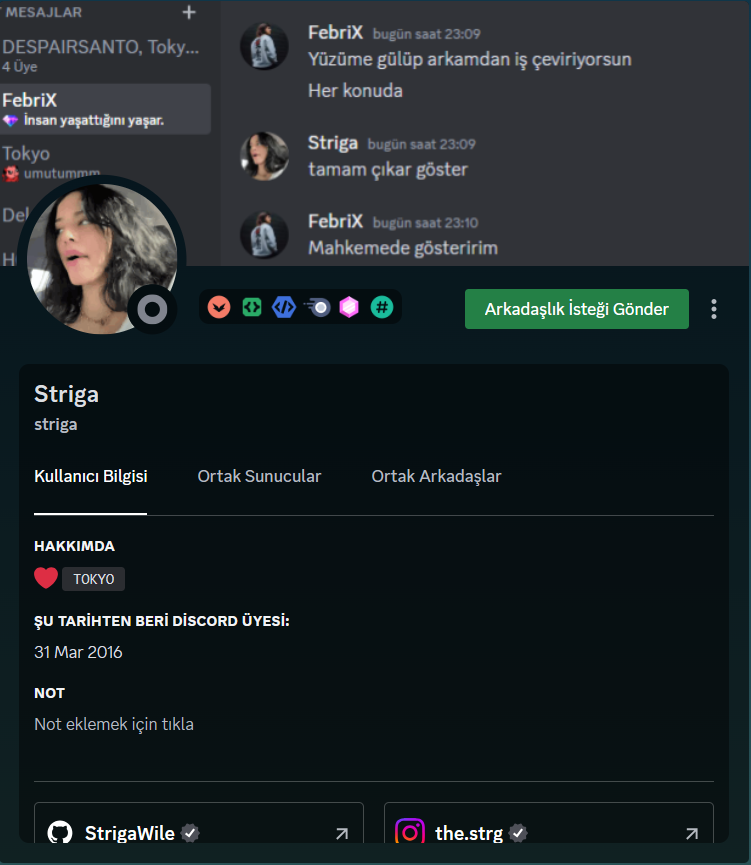 MESAJLAR
DESPAIRSANTO, Toky...
4 Üye
FebriX
İnsan yaşattığını yaşar.
Tokyo
umutummm
FebriX bugün saat 23:09
Yüzüme gülüp arkamdan iş çeviriyorsun
Her konuda
Striga bugün saat 23:09
tamam çıkar göster
FebriX bugün saat 23:10
Mahkemede gösteririm
Arkadaşlık İsteği Gönder
Striga
striga
Kullanıcı Bilgisi
Ortak Sunucular
Ortak Arkadaşlar
HAKKIMDA
TOKYO
ŞU TARİHTEN BERİ DİSCORD ÜYESİ:
31 Mar 2016
NOT
Not eklemek için tıkla
StrigaWile
the.strg